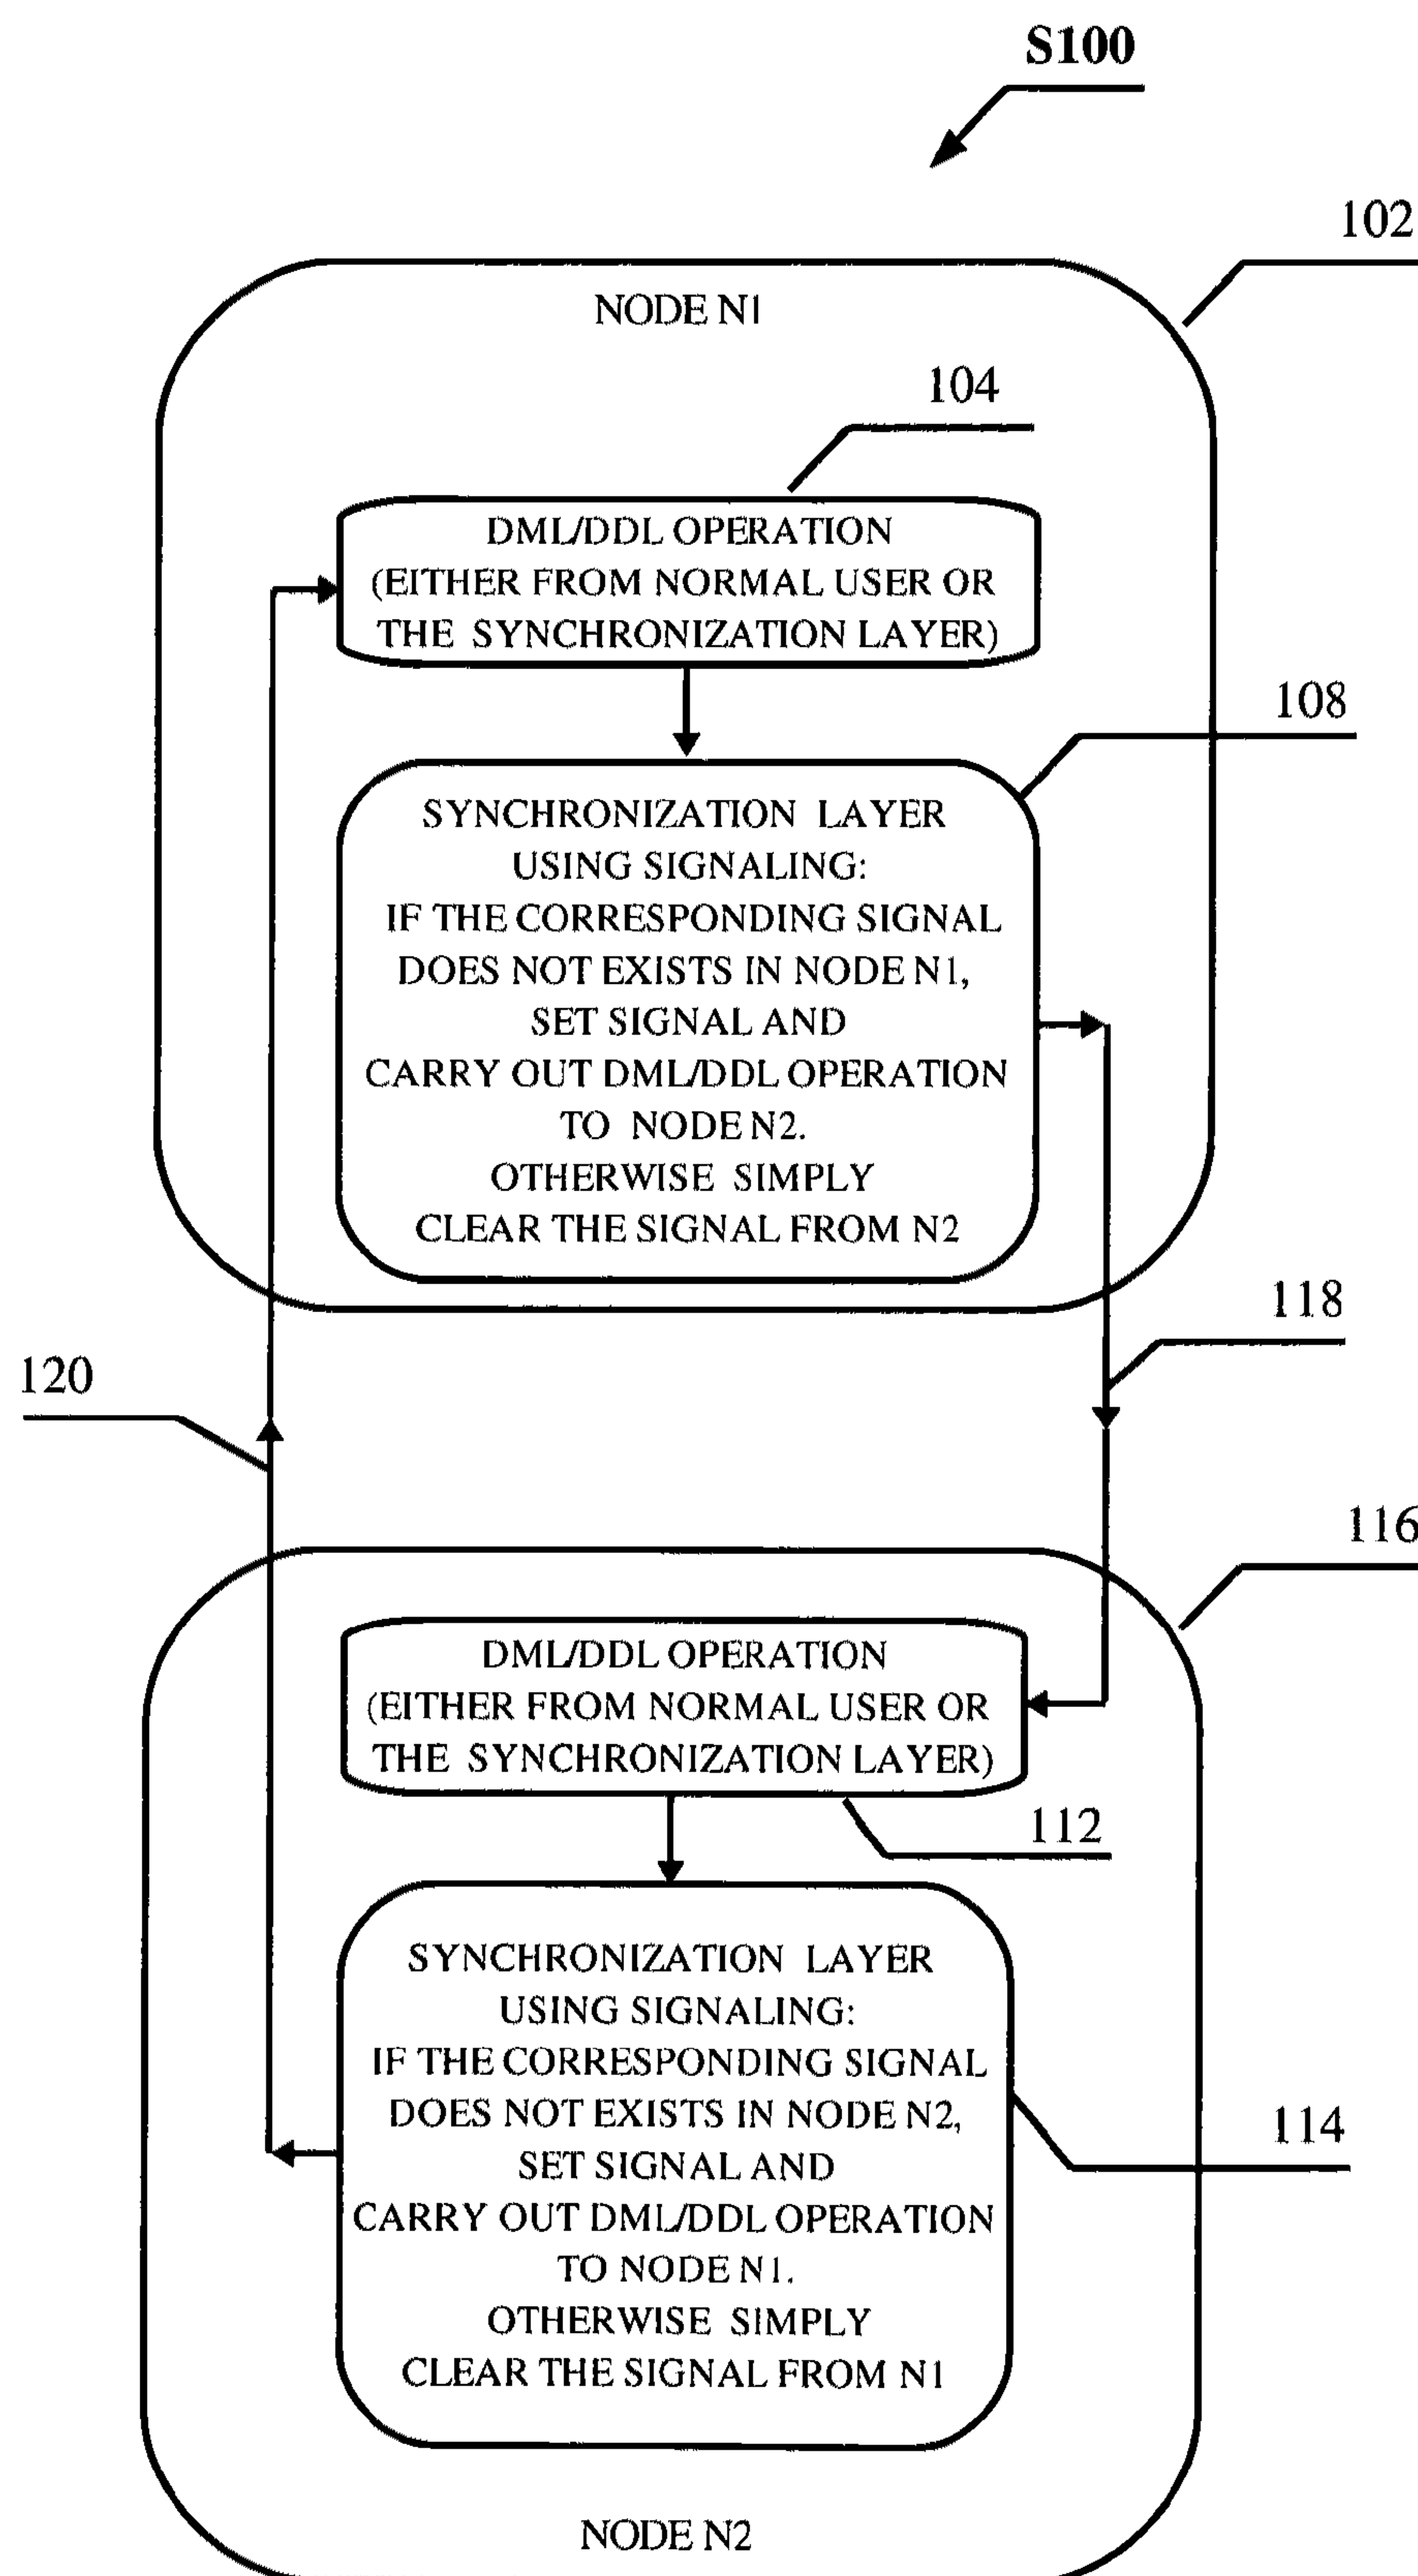 S100
102
NODE N1
104
DML/DDL OPERATION
(EITHER FROM NORMAL USER OR
THE SYNCHRONIZATION LAYER)
108
SYNCHRONIZATION LAYER
USING SIGNALING:
IF THE CORRESPONDING SIGNAL
DOES NOT EXISTS IN NODE N1,
SET SIGNAL AND
CARRY OUT DML/DDL OPERATION
TO NODE N2.
OTHERWISE SIMPLY
CLEAR THE SIGNAL FROM N2
118
120
116
DML/DDL OPERATION
(EITHER FROM NORMAL USER OR
THE SYNCHRONIZATION LAYER)
112
SYNCHRONIZATION LAYER
USING SIGNALING:
IF THE CORRESPONDING SIGNAL
DOES NOT EXISTS IN NODE N2,
SET SIGNAL AND
CARRY OUT DML/DDL OPERATION
TO NODE N1.
OTHERWISE SIMPLY
CLEAR THE SIGNAL FROM N1
114
NODE N2